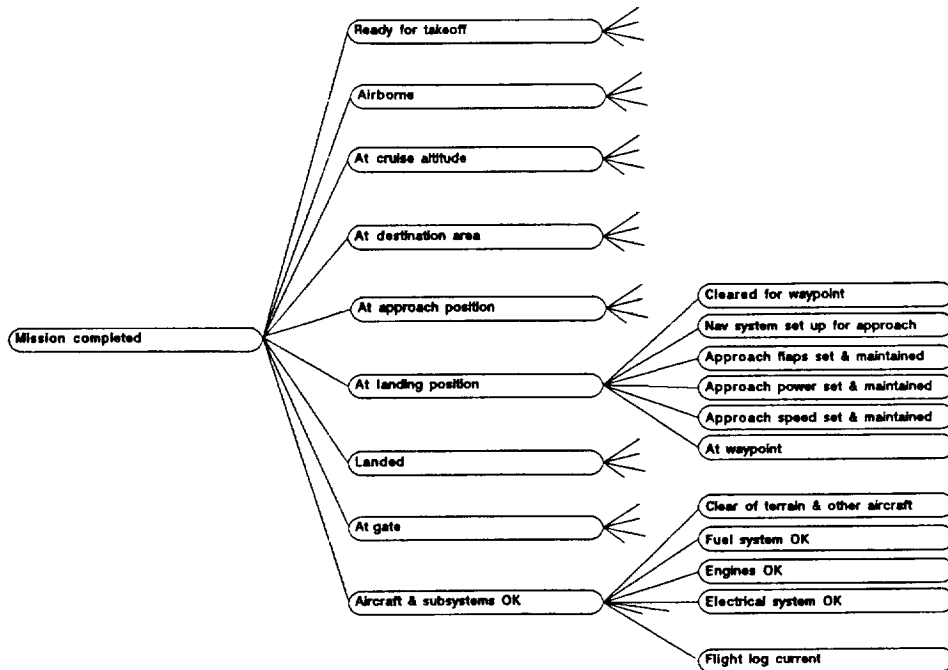 Ready for takeoff
Airborne
At cruise altitude
At destination area
At approach position
Mission completed
At landing position
Landed
At gate
Aircraft & subsystems OK
Cleared for waypoint
Nav system set up for approach
Approach flaps set & maintained
Approach power set & maintained
Approach speed set & maintained
At waypoint
Clear of terrain & other aircraft
Fuel system OK
Engines OK
Electrical system OK
Flight log current